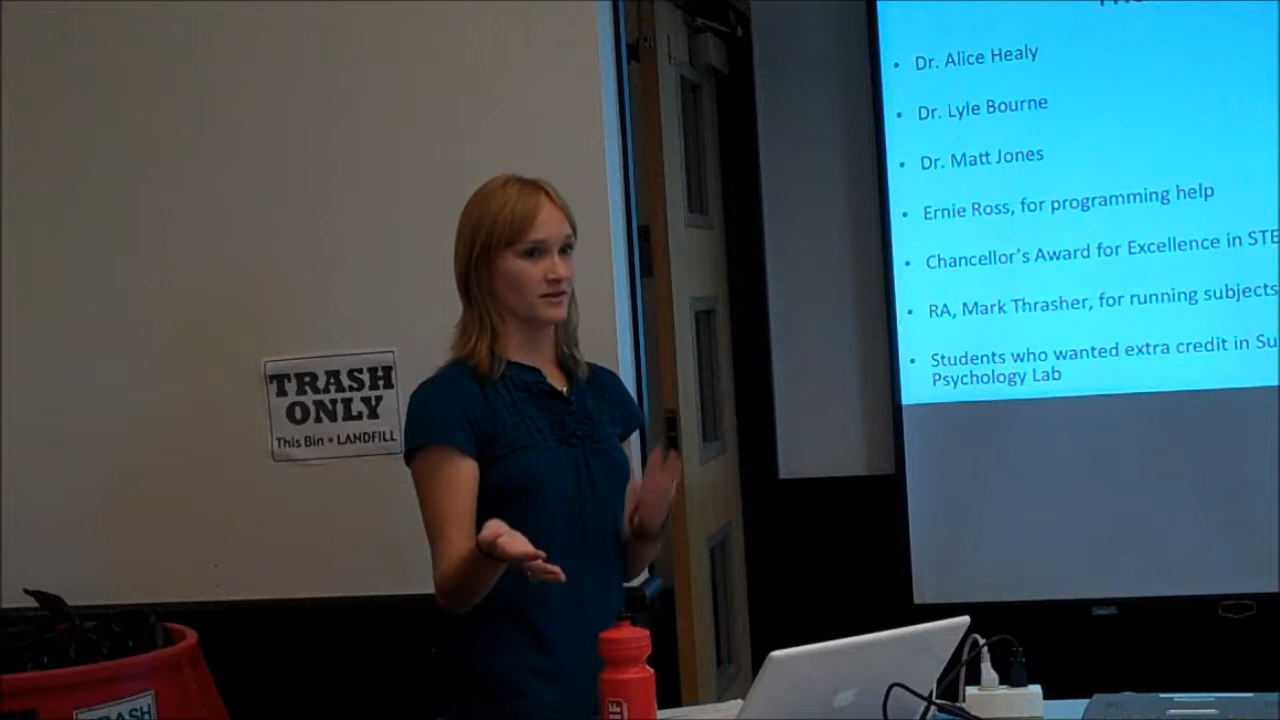 Dr. Alice Healy
Dr. Lyle Bourne
Dr. Matt Jones
Ernie Ross, for programming help
Chancellor's Award for Excellence in STE
RA, Mark Thrasher, for running subjects
Students who wanted extra credit in Su
Psychology Lab
TRASH
ONLY
This Bin = LANDFILL
TRASH